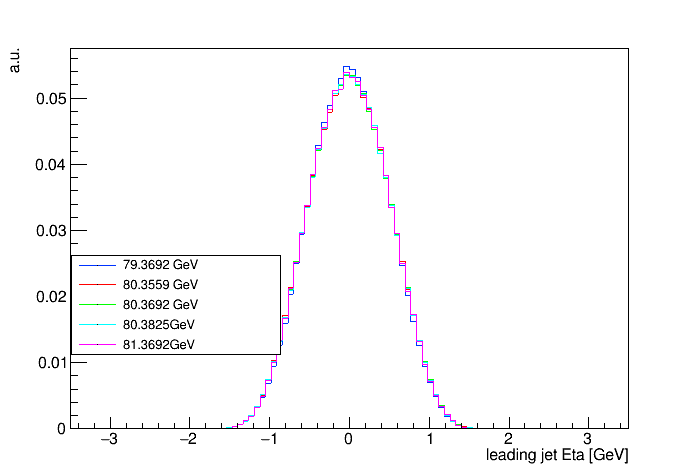 a.u.
0.05
0.04
0.03
0.02
0.01
0
79.3692 GeV
80.3559 GeV
80.3692 GeV
80.3825GeV
81.3692GeV
−3 −2 −1 0 1 2 3
leading jet Eta [GeV]